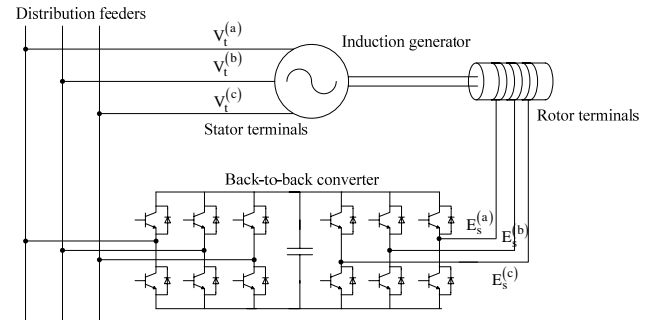 Distribution feeders
V_t^(a)
Induction generator
V_t^(b)
V_t^(c)
Stator terminals
Rotor terminals
Back-to-back converter
E_s^(a)
E_s^(b)
E_s^(c)